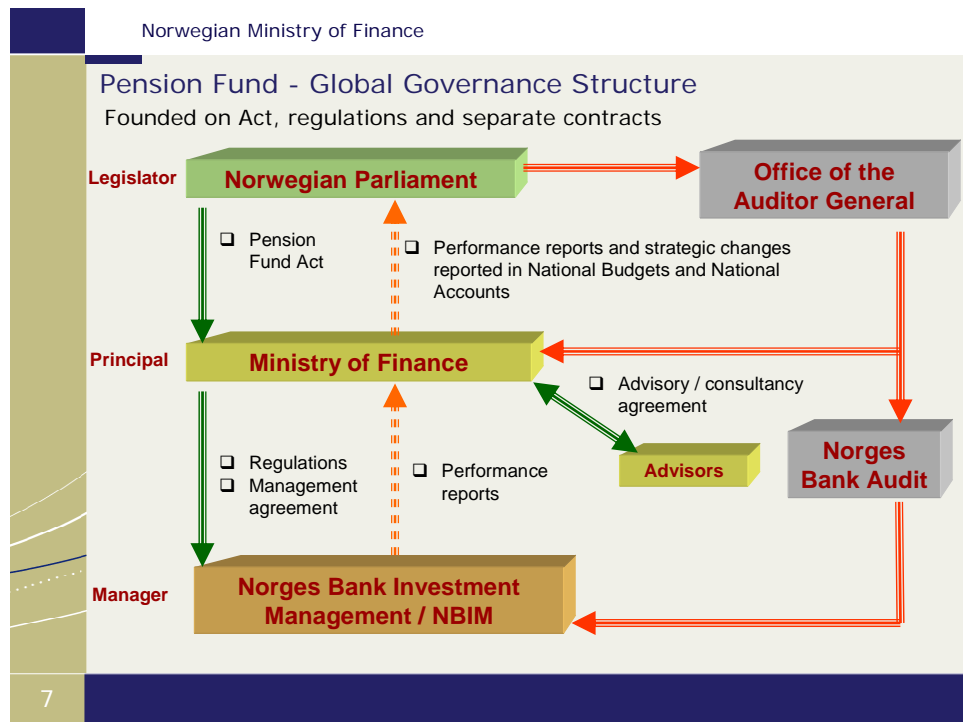 Norwegian Ministry of Finance
Pension Fund - Global Governance Structure
Founded on Act, regulations and separate contracts
Legislator
Norwegian Parliament
Office of the
Auditor General
❑ Pension
Fund Act
❑ Performance reports and strategic changes
reported in National Budgets and National
Accounts
Principal
Ministry of Finance
❑ Advisory / consultancy
agreement
Advisors
Norges
Bank Audit
❑ Regulations
❑ Management
agreement
❑ Performance
reports
Manager
Norges Bank Investment
Management / NBIM
7